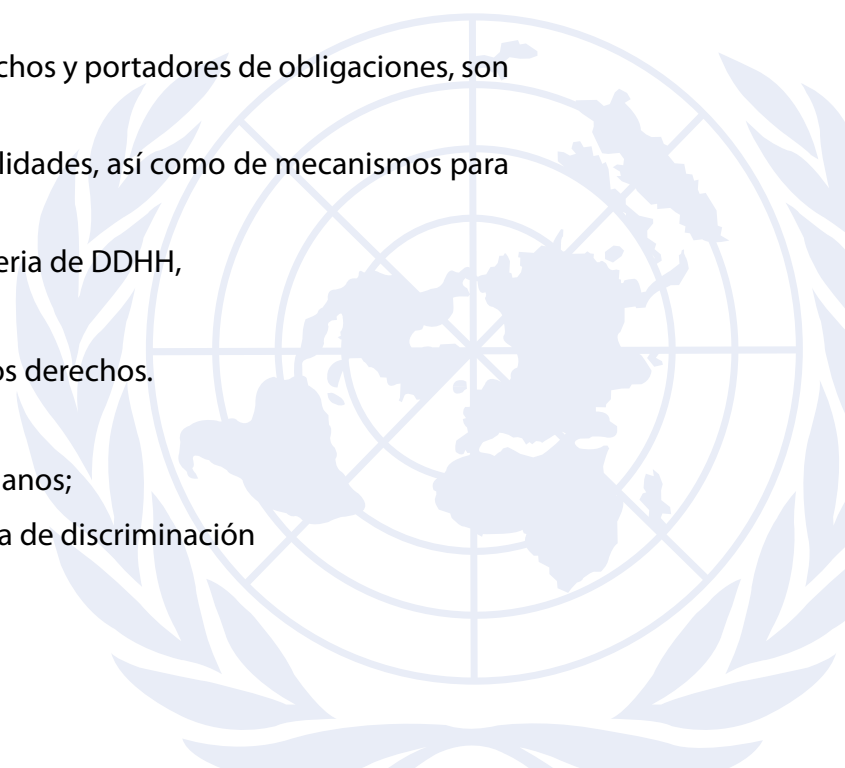 chos y portadores de obligaciones, son
lidades, así como de mecanismos para
eria de DDHH,
os derechos.
anos;
a de discriminación